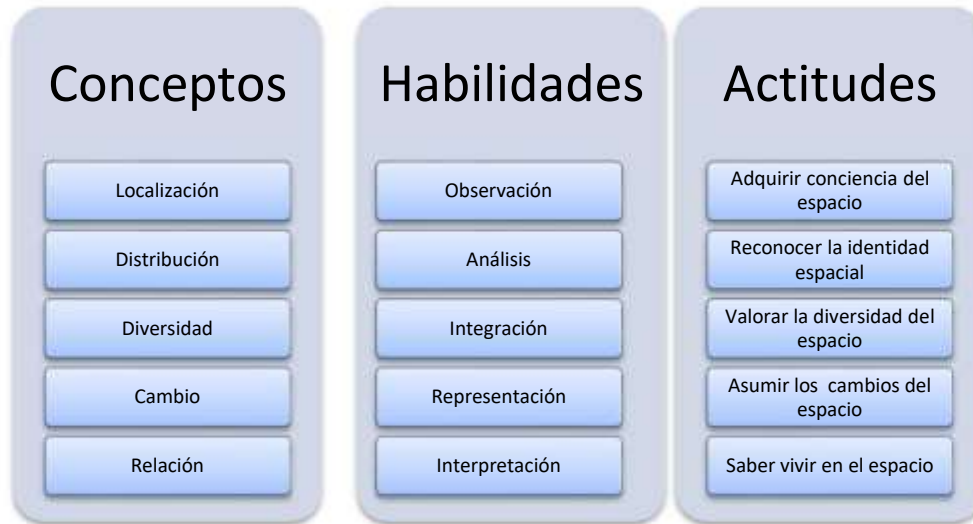 Conceptos
Localización
Distribución
Diversidad
Cambio
Relación
Habilidades
Observación
Análisis
Integración
Representación
Interpretación
Actitudes
Adquirir conciencia del
espacio
Reconocer la identidad
espacial
Valorar la diversidad del
espacio
Asumir los  cambios del
espacio
Saber vivir en el espacio